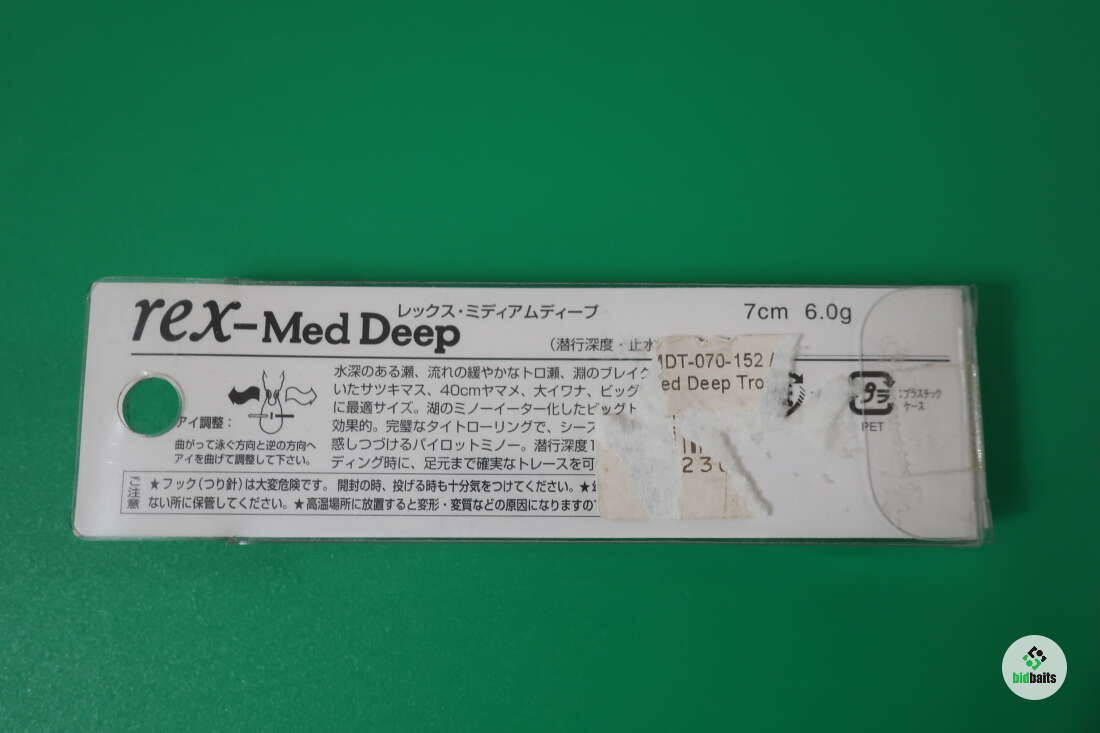 rex-Med Deep
レックス・ミディアムディープ
7cm 6.0g
(潜行深度・止水
水深のある瀬、流れの緩やかなトロ瀬、淵のブレイク
いたサツキマス、40cmヤマメ、大イワナ、ビッグ
に最適サイズ。湖のミノーイーター化したビッグト
効果的。完璧なタイトローリングで、シース
惑しつづけるパイロットミノー。潜行深度1
ディング時に、足元まで確実なトレースを可
アイ調整:
曲がって泳ぐ方向と逆の方向へ
アイを曲げて調整して下さい。
MDT-070-152 /
ed Deep Tro
230
プラ
PET
:プラスチック
ケース
ご注意
★フック(つり針)は大変危険です。開封の時、投げる時も十分気をつけてください。★
ない所に保管してください。★高温場所に放置すると変形・変質などの原因になりますの
bidbaits